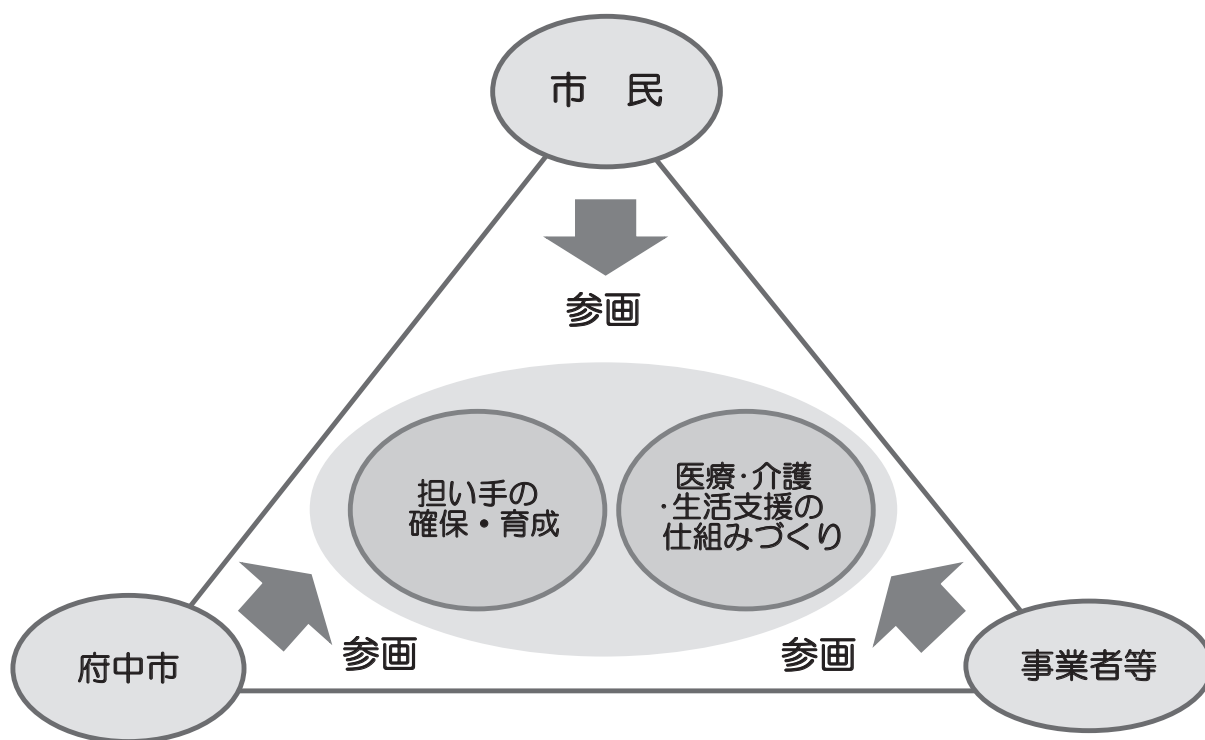 市　民
参画
担い手の
確保・育成
医療・介護
・生活支援の
仕組みづくり
府中市
参画
参画
事業者等